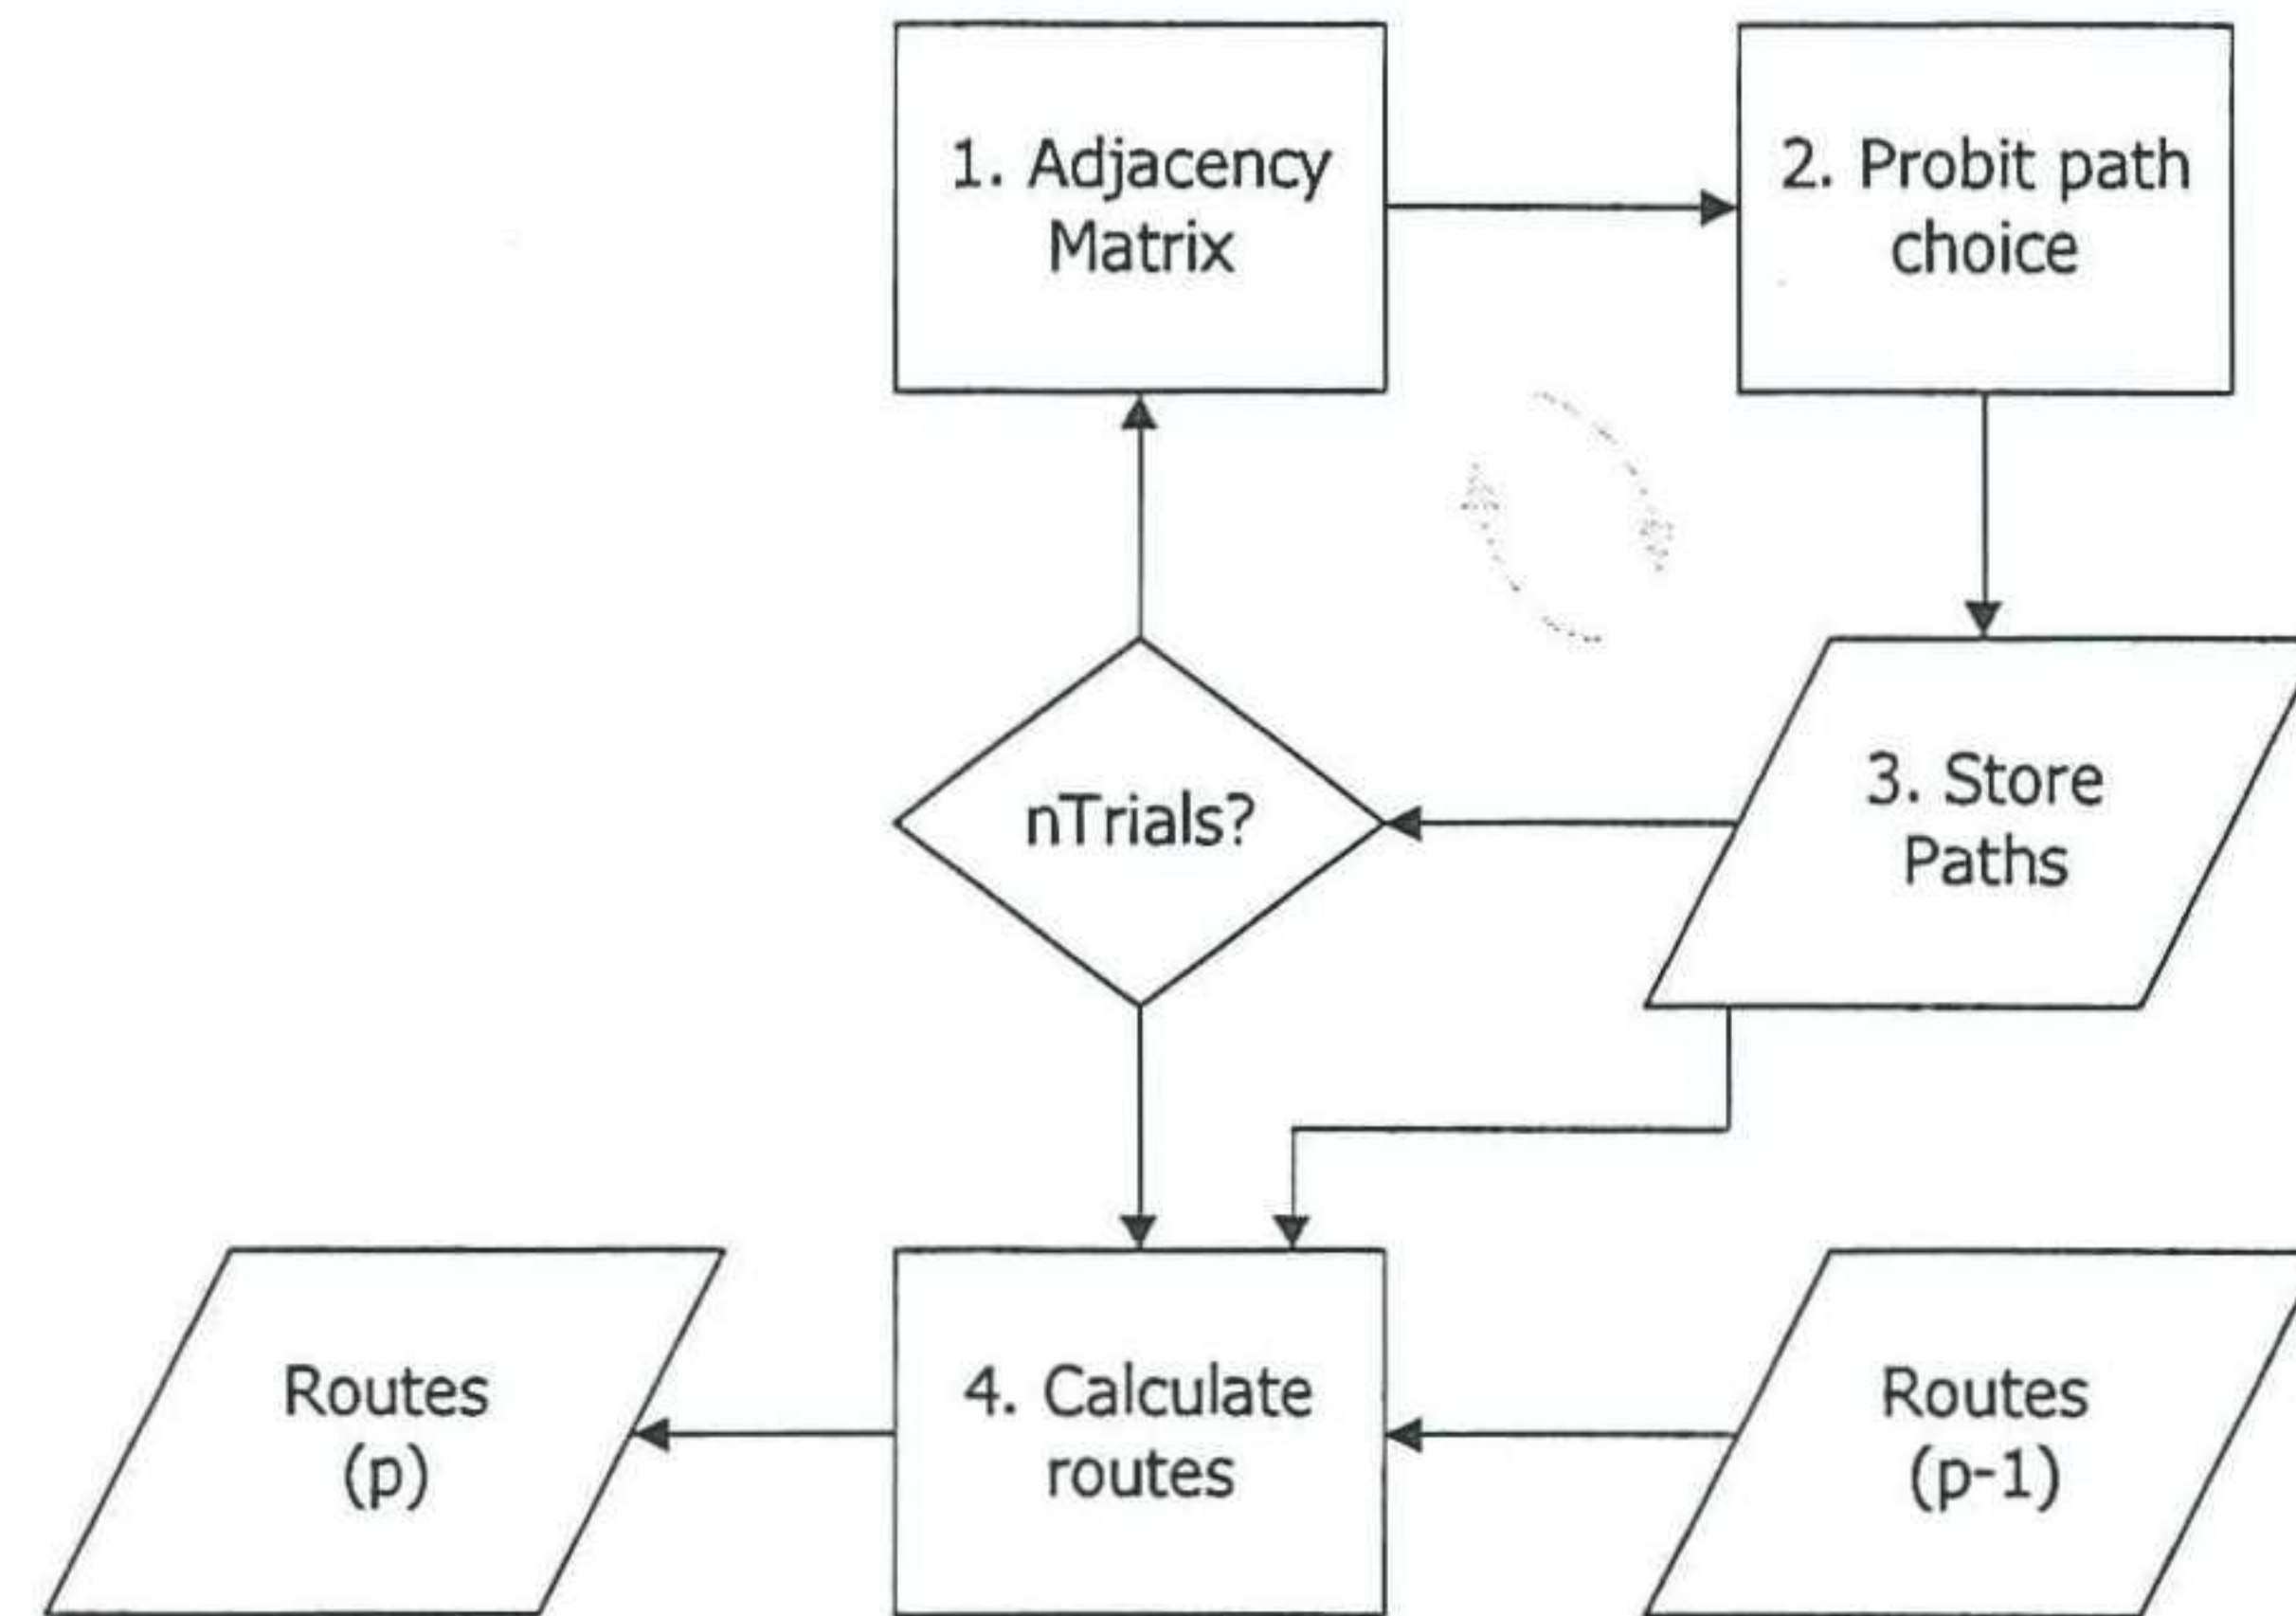 1. Adjacency
Matrix
2. Probit path
choice
nTrials?
3. Store
Paths
Routes
(p)
4. Calculate
routes
Routes
(p-1)